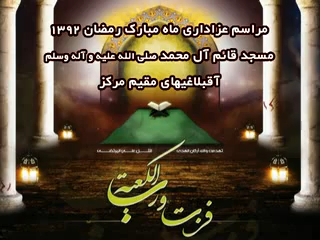 مراسم عزاداری ماه مبارک رمضان ۱۳۹۲
مسجد قائم آل محمد صلی الله علیه و آله وسلم
آقبلاغیهای مقیم مرکز
فزت و رب الکعبة